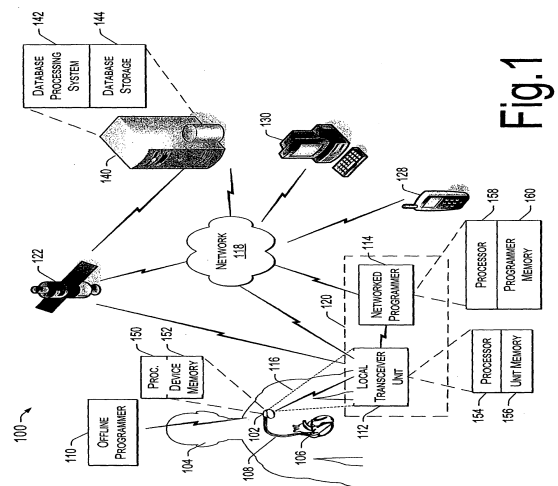 100
110
OFFLINE
PROGRAMMER
104
102
108
106
150
152
PROC.
DEVICE
MEMORY
116
LOCAL
TRANSCEIVER
UNIT
112
154
PROCESSOR
156
UNIT MEMORY
120
114
NETWORKED
PROGRAMMER
158
PROCESSOR
160
PROGRAMMER
MEMORY
122
NETWORK
118
128
130
140
142
DATABASE
PROCESSING
SYSTEM
144
DATABASE
STORAGE
Fig.1